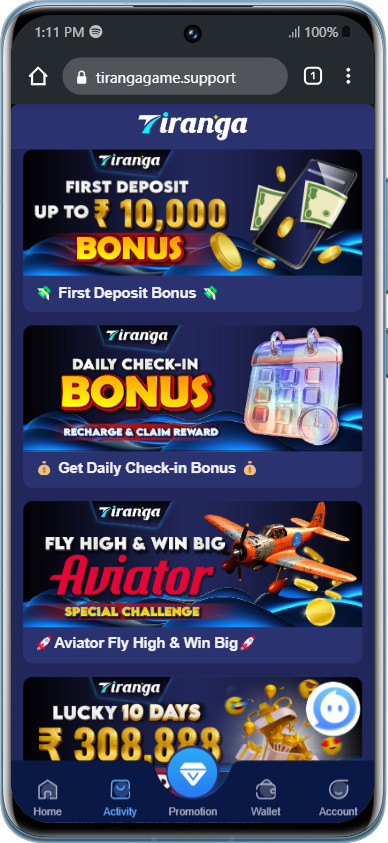 1:11 PM 100%
tirangagame.support 1
Tiranga
Tiranga
FIRST DEPOSIT
UP TO ₹ 10,000
BONUS
💸 First Deposit Bonus 💸
Tiranga
DAILY CHECK-IN
BONUS
RECHARGE & CLAIM REWARD
💰 Get Daily Check-in Bonus 💰
Tiranga
FLY HIGH & WIN BIG
Aviator
SPECIAL CHALLENGE
🚀 Aviator Fly High & Win Big 🚀
Tiranga
LUCKY 10 DAYS
₹ 308,888
Home Activity Promotion Wallet Account